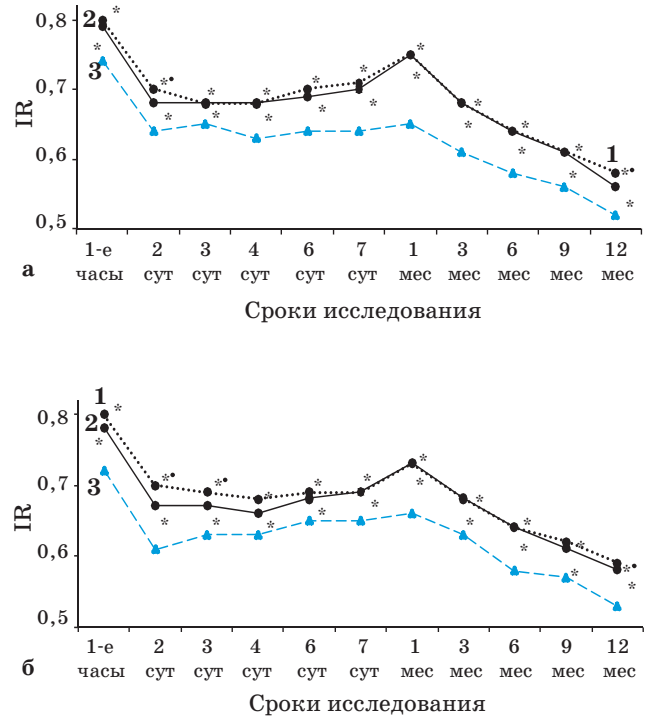 0,8
0,7
0,6
0,5
IR
2
3
1
* * *• * * * * * * * * * * * * * * * * * * *• *
1-е 2 3 4 6 7 1 3 6 9 12
часы сут сут сут сут сут мес мес мес мес мес
а
Сроки исследования
0,8
0,7
0,6
0,5
IR
1
2
3
* * *• * *• * * * * * * * * * * * * * * * * *• *
1-е 2 3 4 6 7 1 3 6 9 12
часы сут сут сут сут сут мес мес мес мес мес
б
Сроки исследования